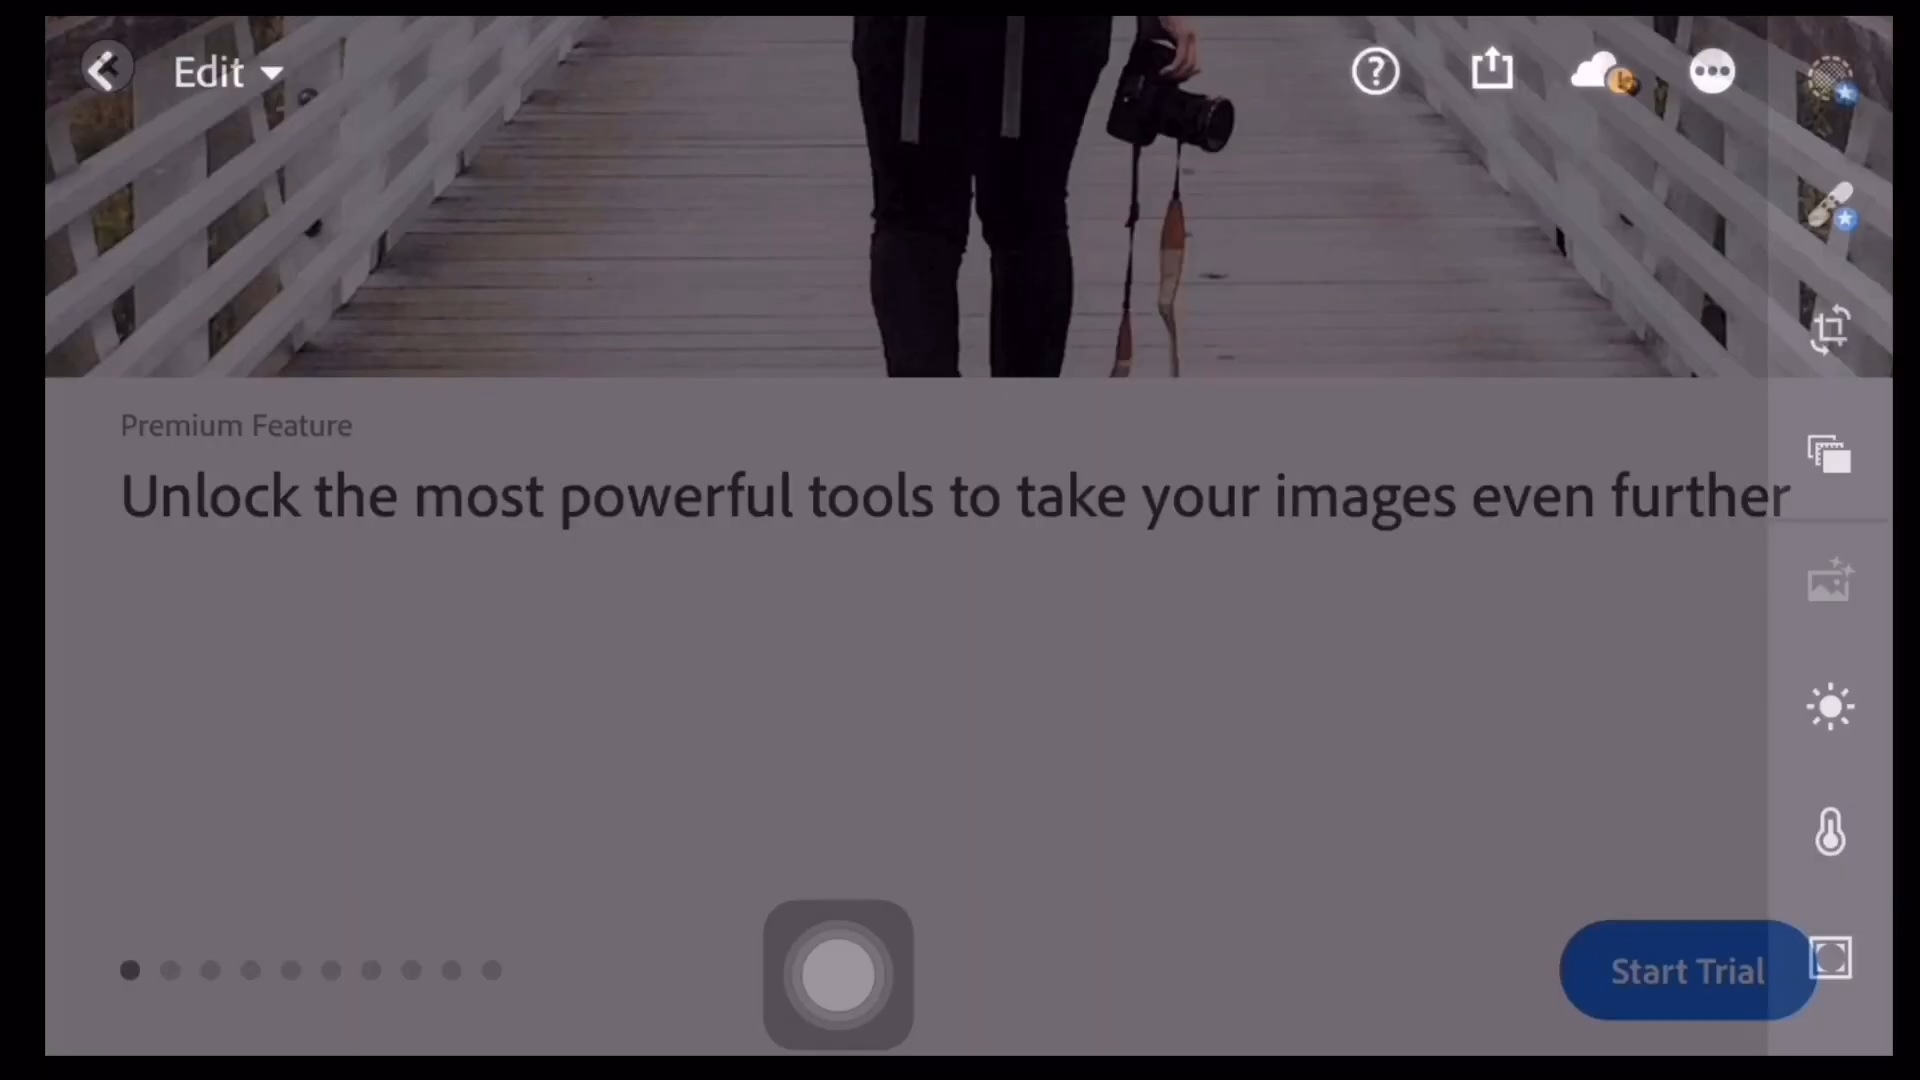 Edit
Premium Feature
Unlock the most powerful tools to take your images even further
Start Trial